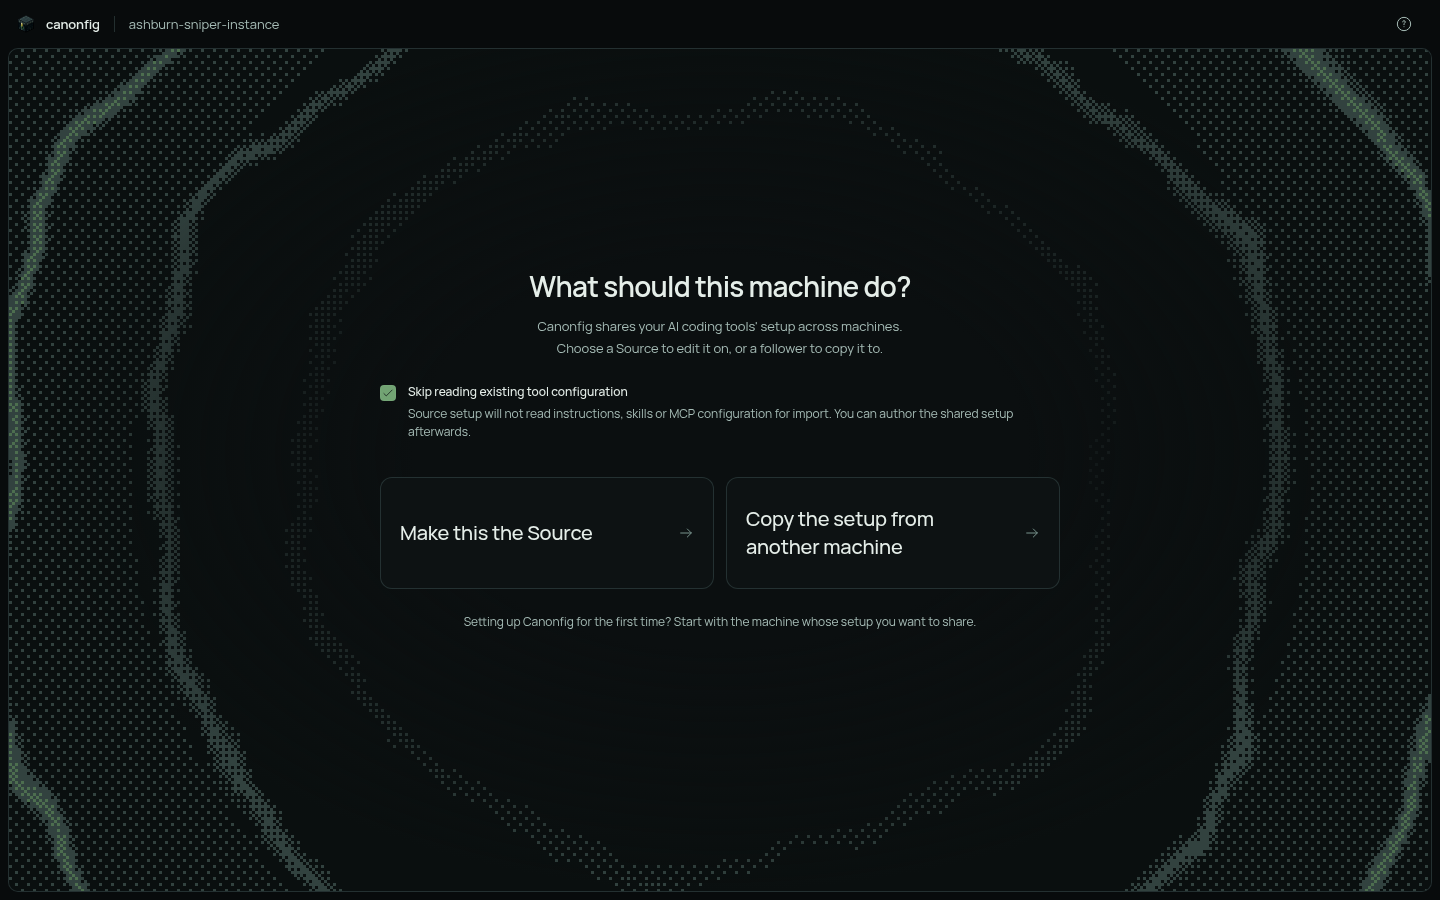 canonfig
ashburn-sniper-instance
?
What should this machine do?
Canonfig shares your AI coding tools' setup across machines.
Choose a Source to edit it on, or a follower to copy it to.
Skip reading existing tool configuration
Source setup will not read instructions, skills or MCP configuration for import. You can author the shared setup
afterwards.
Make this the Source →
Copy the setup from
another machine →
Setting up Canonfig for the first time? Start with the machine whose setup you want to share.